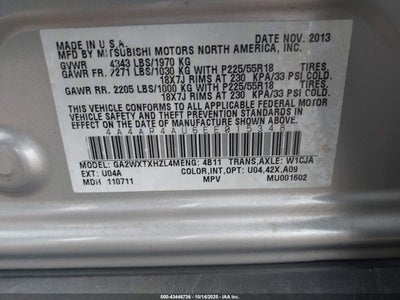 MADE IN U.S.A. DATE NOV. 2013
BY MITSUBISHI MOTORS NORTH AMERICA, INC.
GVWR 4343 LBS/1970 KG
GAWR FR. 2271 LBS/1030 KG WITH P225/55R18
18X7J RIMS AT 230 KPA/33 PSI COLD.
GAWR RR. 2205 LBS/1000 KG WITH P225/55R18
18X7J RIMS AT 230 KPA/33 PSI COLD.
THIS VEHICLE CONFORMS TO ALL APPLICABLE FEDERAL MOTOR
VEHICLE SAFETY AND THEFT PREVENTION STANDARDS IN
EFFECT ON THE DATE OF MANUFACTURE SHOWN ABOVE.
4A4AR4AU6EE015348
MODEL: GA2WXTXHZL4M ENG: 4B11 TRANS,AXLE: W1CJA
EXT: U04A COLOR,INT,OPT: U04,42X,A09
MDH 110711 MPV MU001602
00-43446736 - 10/14/2025 - © IAA, INC.